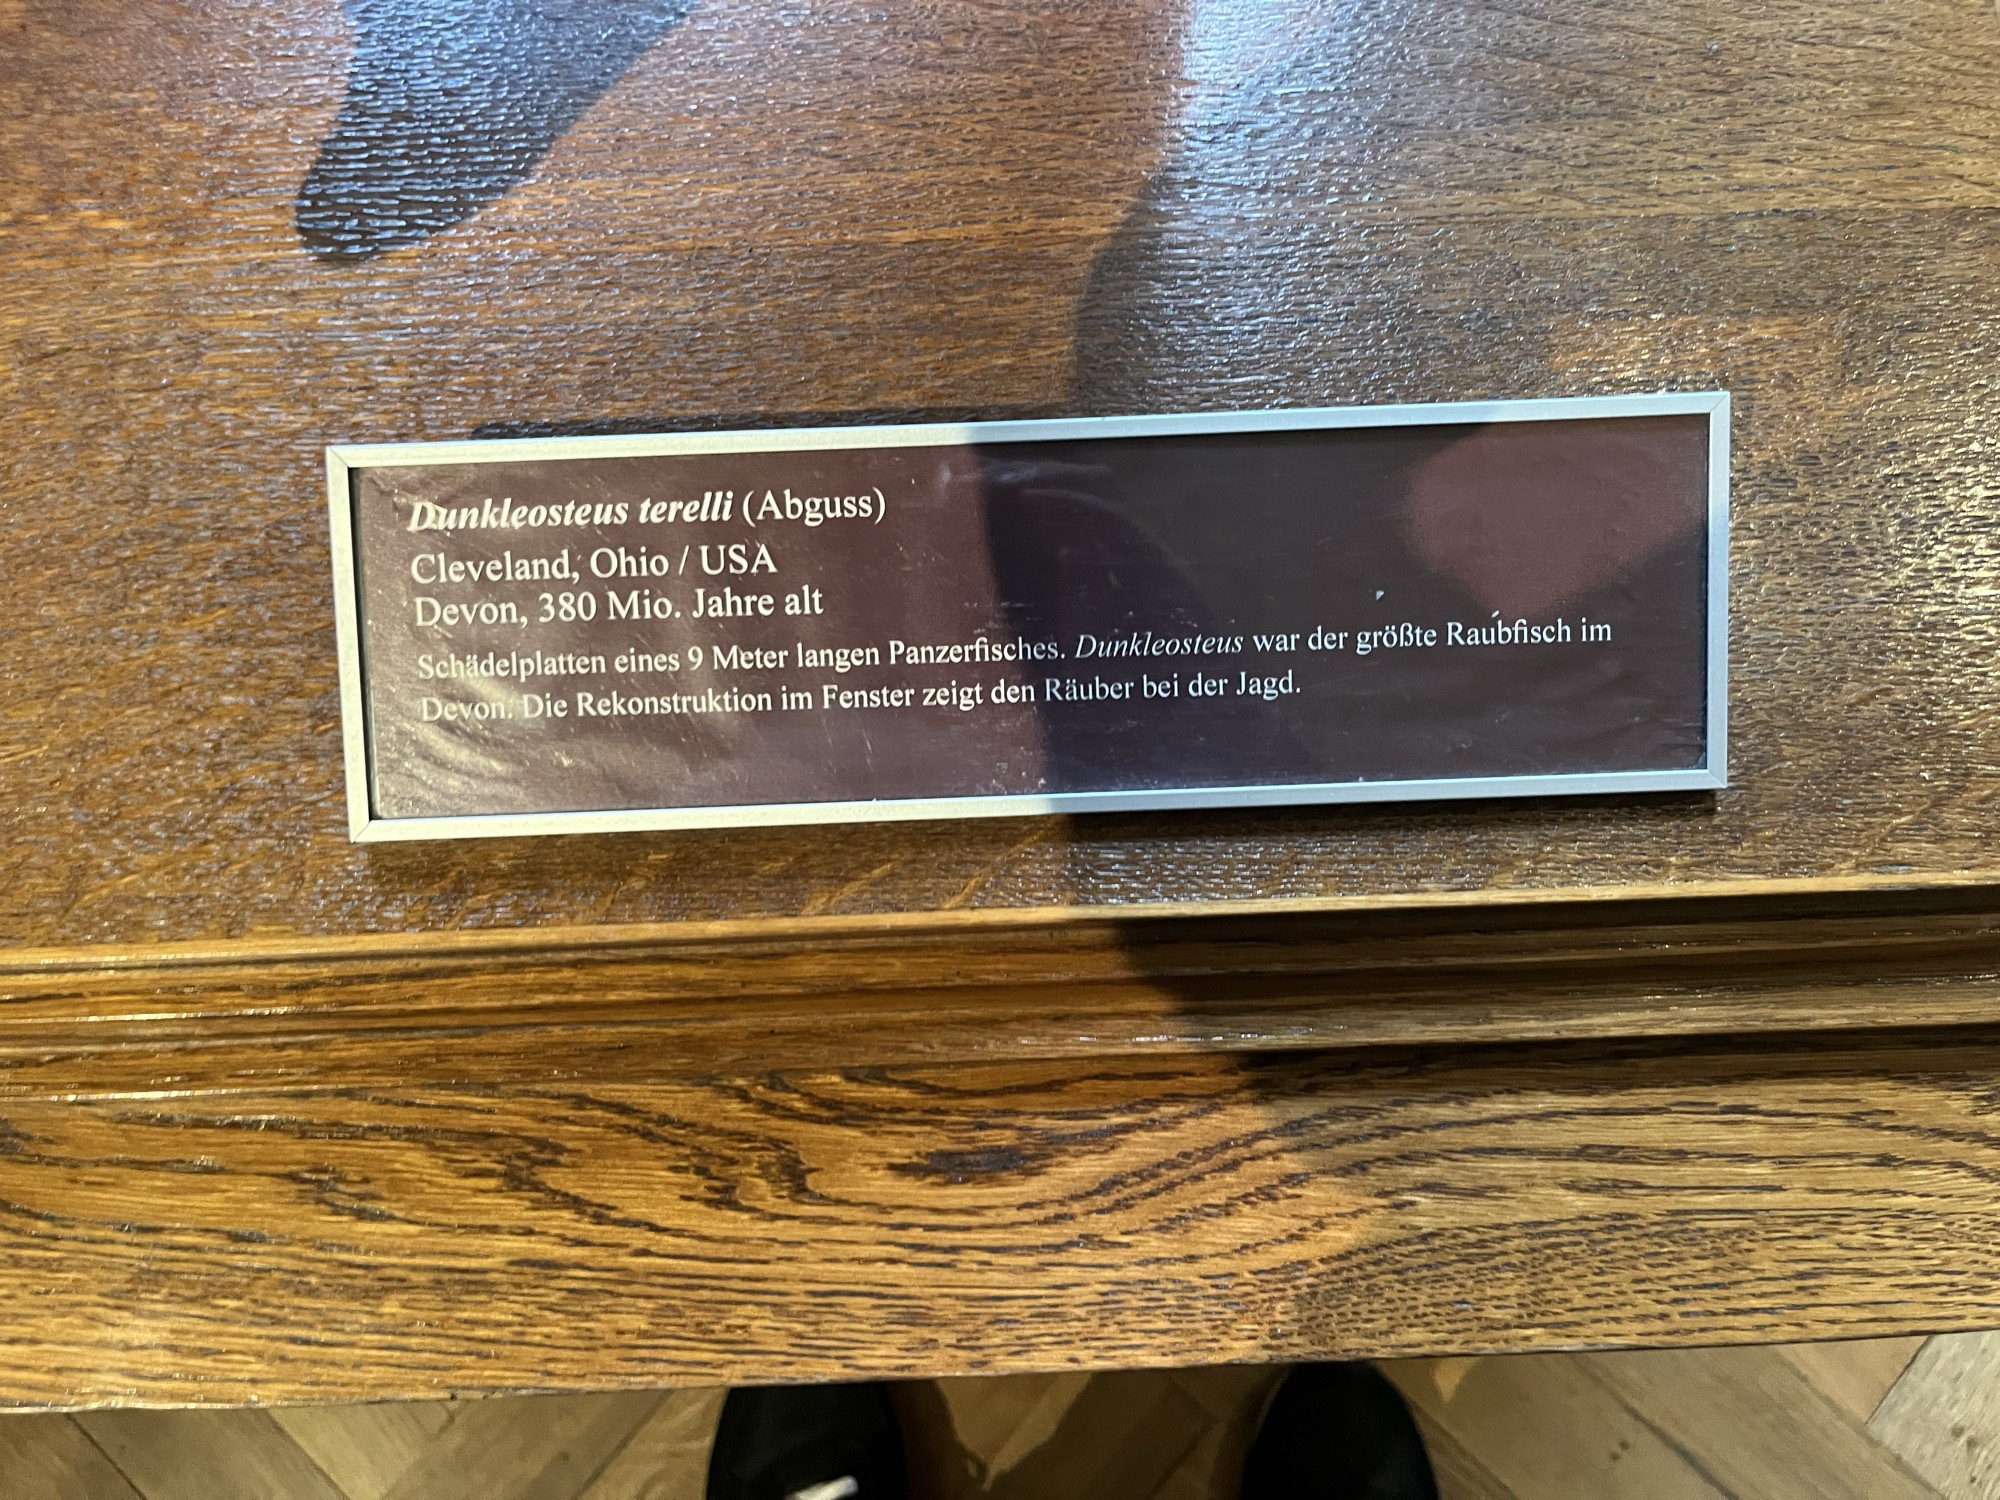 Dunkleosteus terelli (Abguss)
Cleveland, Ohio / USA
Devon, 380 Mio. Jahre alt
Schädelplatten eines 9 Meter langen Panzerfisches. Dunkleosteus war der größte Raubfisch im
Devon. Die Rekonstruktion im Fenster zeigt den Räuber bei der Jagd.